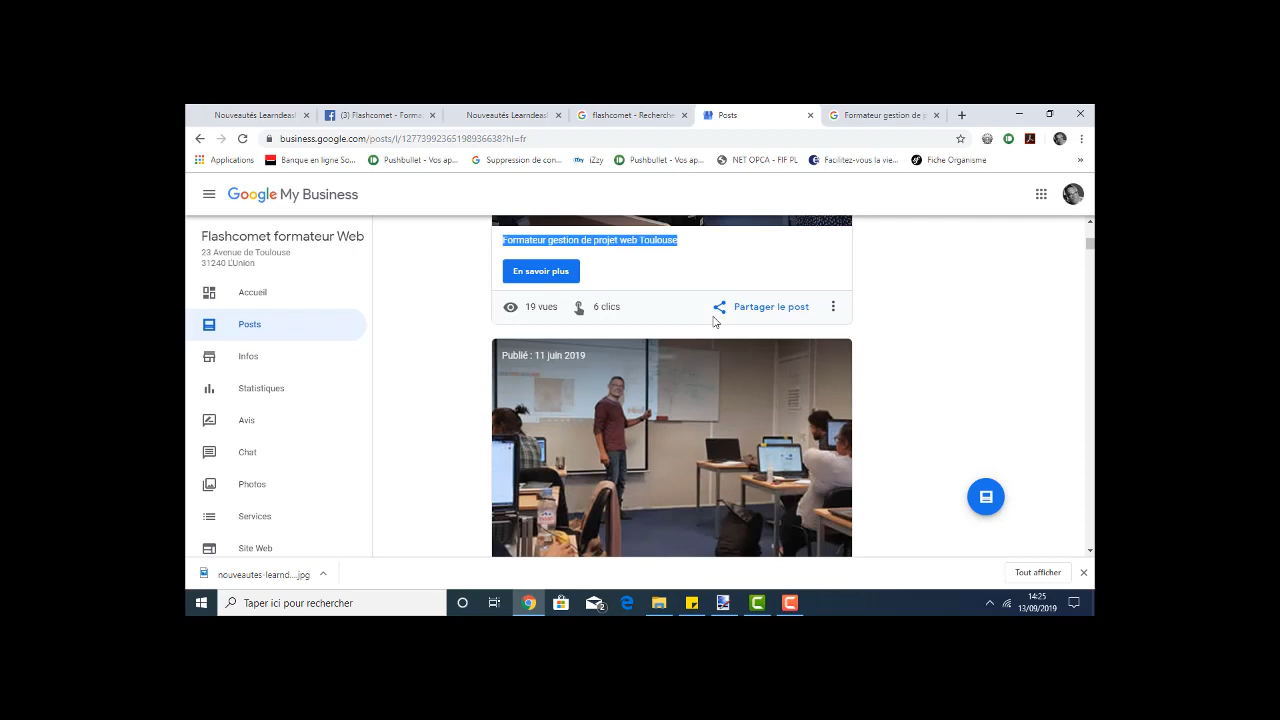 Nouveautés Learndeas
(3) Flashcomet - Forma
Nouveautés Learndeas
flashcomet - Recherche
Posts
Formateur gestion de p
business.google.com/posts/l/12773992365198936638?hl=fr
Applications
Banque en ligne So...
Pushbullet - Vos ap...
Suppression de con...
iZzy
Pushbullet - Vos ap...
NET OPCA - FIF PL
Facilitez-vous la vie...
Fiche Organisme
»
Google My Business
Flashcomet formateur Web
23 Avenue de Toulouse
31240 L'Union
Accueil
Posts
Infos
Statistiques
Avis
Chat
Photos
Services
Site Web
Formateur gestion de projet web Toulouse
En savoir plus
19 vues
6 clics
Partager le post
Publié : 11 juin 2019
nouveautes-learnd....jpg
Tout afficher
Taper ici pour rechercher
2
14:25
13/09/2019